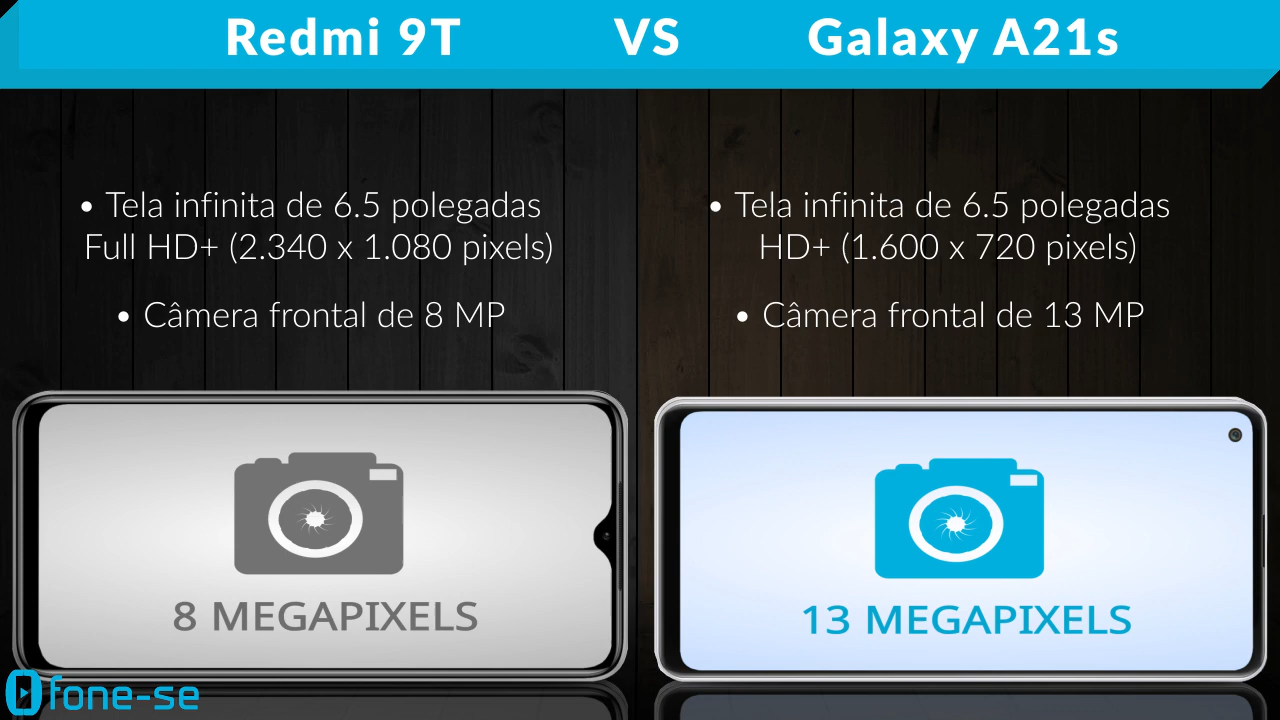 Redmi 9T VS Galaxy A21s
• Tela infinita de 6.5 polegadas
Full HD+ (2.340 x 1.080 pixels)
• Câmera frontal de 8 MP
• Tela infinita de 6.5 polegadas
HD+ (1.600 x 720 pixels)
• Câmera frontal de 13 MP
8 MEGAPIXELS
13 MEGAPIXELS
fone-se